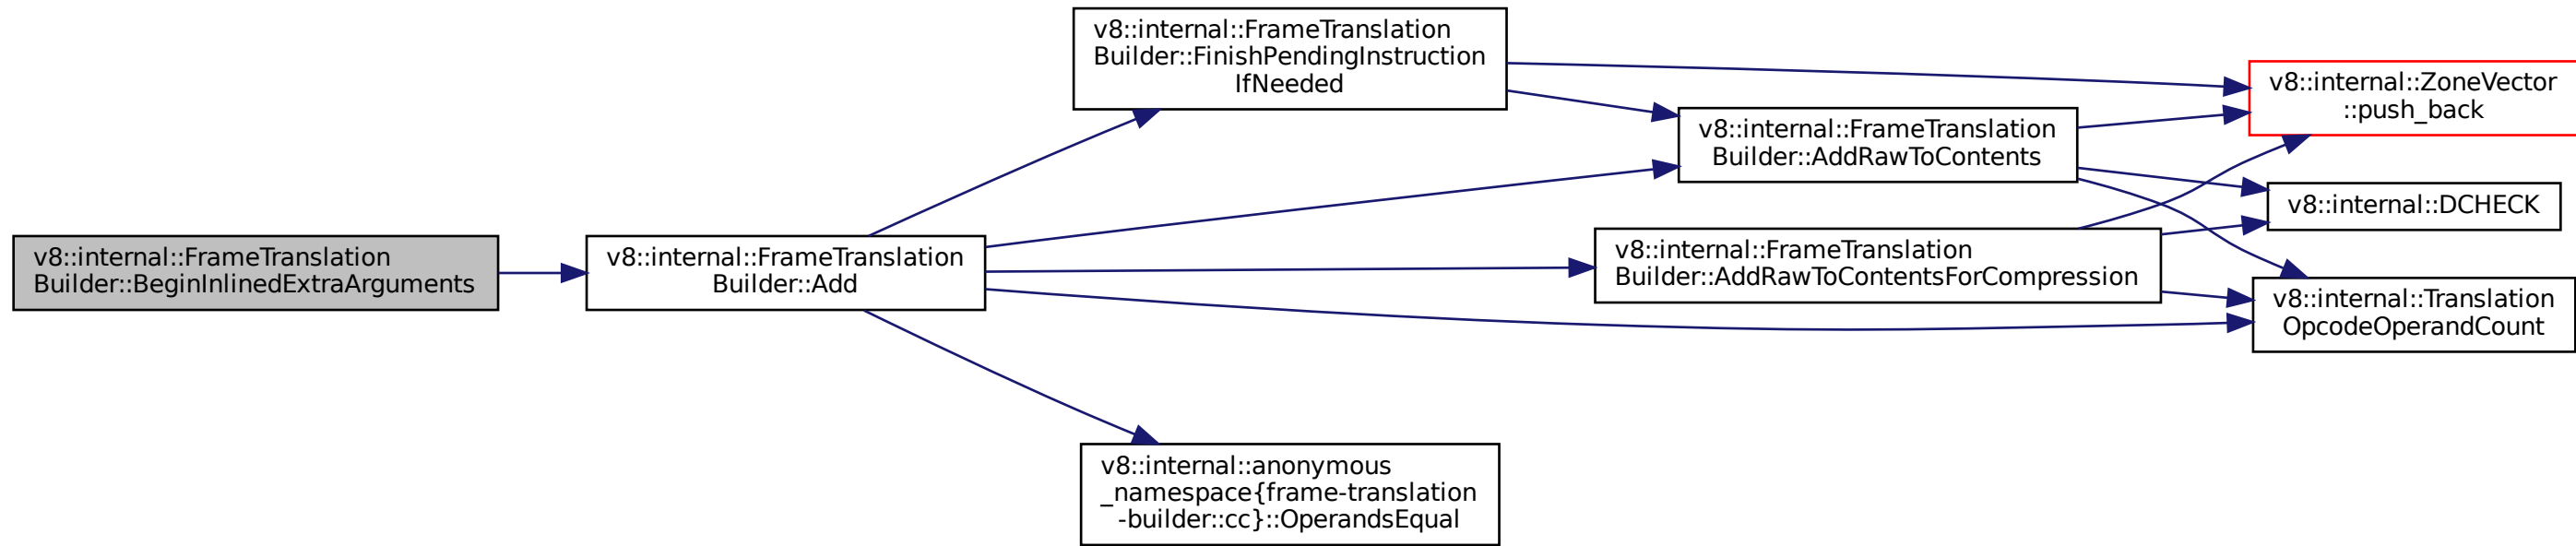 v8::internal::FrameTranslation
Builder::BeginInlinedExtraArguments
v8::internal::FrameTranslation
Builder::Add
v8::internal::FrameTranslation
Builder::FinishPendingInstruction
IfNeeded
v8::internal::FrameTranslation
Builder::AddRawToContents
v8::internal::FrameTranslation
Builder::AddRawToContentsForCompression
v8::internal::anonymous
_namespace{frame-translation
-builder::cc}::OperandsEqual
v8::internal::ZoneVector
::push_back
v8::internal::DCHECK
v8::internal::Translation
OpcodeOperandCount